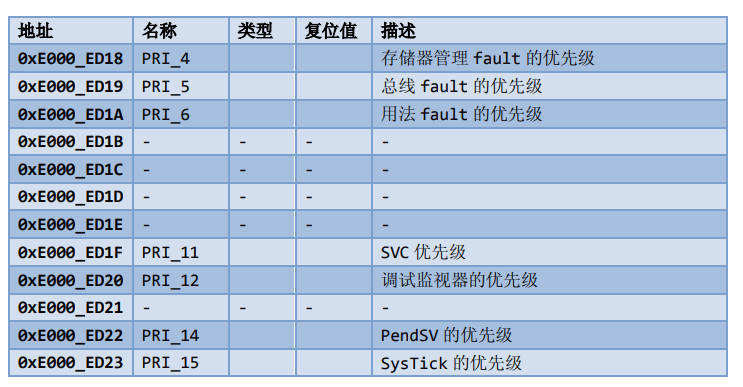 地址 名称 类型 复位值 描述
0xE000_ED18 PRI_4 存储器管理 fault 的优先级
0xE000_ED19 PRI_5 总线 fault 的优先级
0xE000_ED1A PRI_6 用法 fault 的优先级
0xE000_ED1B - - - -
0xE000_ED1C - - - -
0xE000_ED1D - - - -
0xE000_ED1E - - - -
0xE000_ED1F PRI_11 SVC 优先级
0xE000_ED20 PRI_12 调试监视器的优先级
0xE000_ED21 - - - -
0xE000_ED22 PRI_14 PendSV 的优先级
0xE000_ED23 PRI_15 SysTick 的优先级